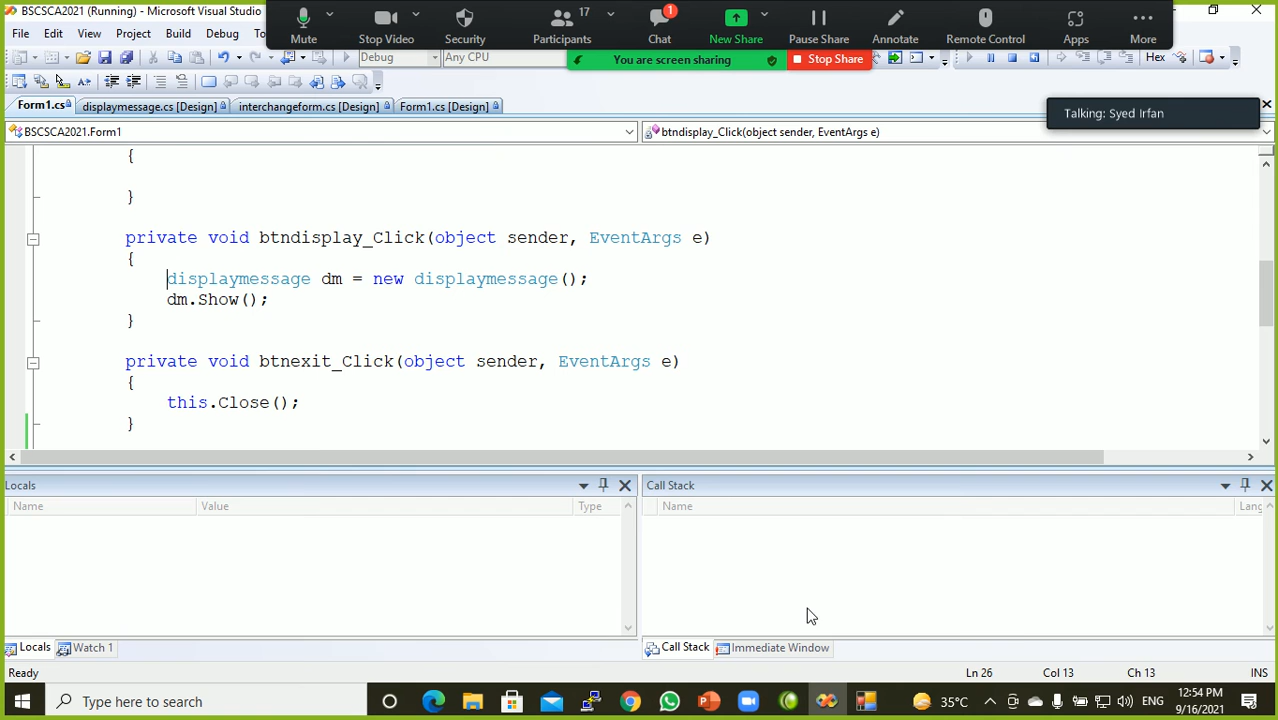 BSCSCA2021 (Running) - Microsoft Visual Studio
File Edit View Project Build Debug
Mute Stop Video Security Participants 17 Chat 1 New Share Pause Share Annotate Remote Control Apps More
You are screen sharing Stop Share
Debug Any CPU Hex
Form1.cs displaymessage.cs [Design] interchangeform.cs [Design] Form1.cs [Design]
Talking: Syed Irfan
BSCSCA2021.Form1 btndisplay_Click(object sender, EventArgs e)
{
}
private void btndisplay_Click(object sender, EventArgs e)
{
displaymessage dm = new displaymessage();
dm.Show();
}
private void btnexit_Click(object sender, EventArgs e)
{
this.Close();
}
Locals Call Stack
Name Value Type Name Lang
Locals Watch 1 Call Stack Immediate Window
Ready Ln 26 Col 13 Ch 13 INS
Type here to search 35°C ENG 12:54 PM
9/16/2021